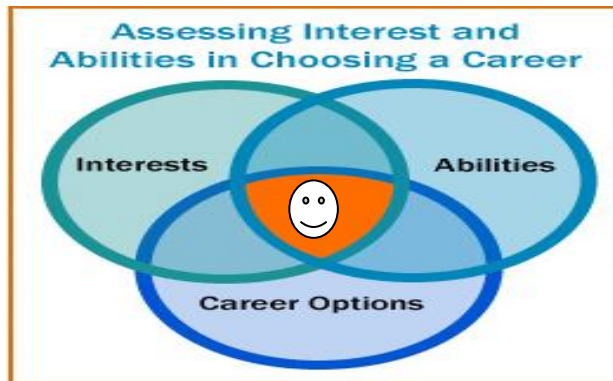 Assessing Interest and
Abilities in Choosing a Career
Interests
Abilities
Career Options